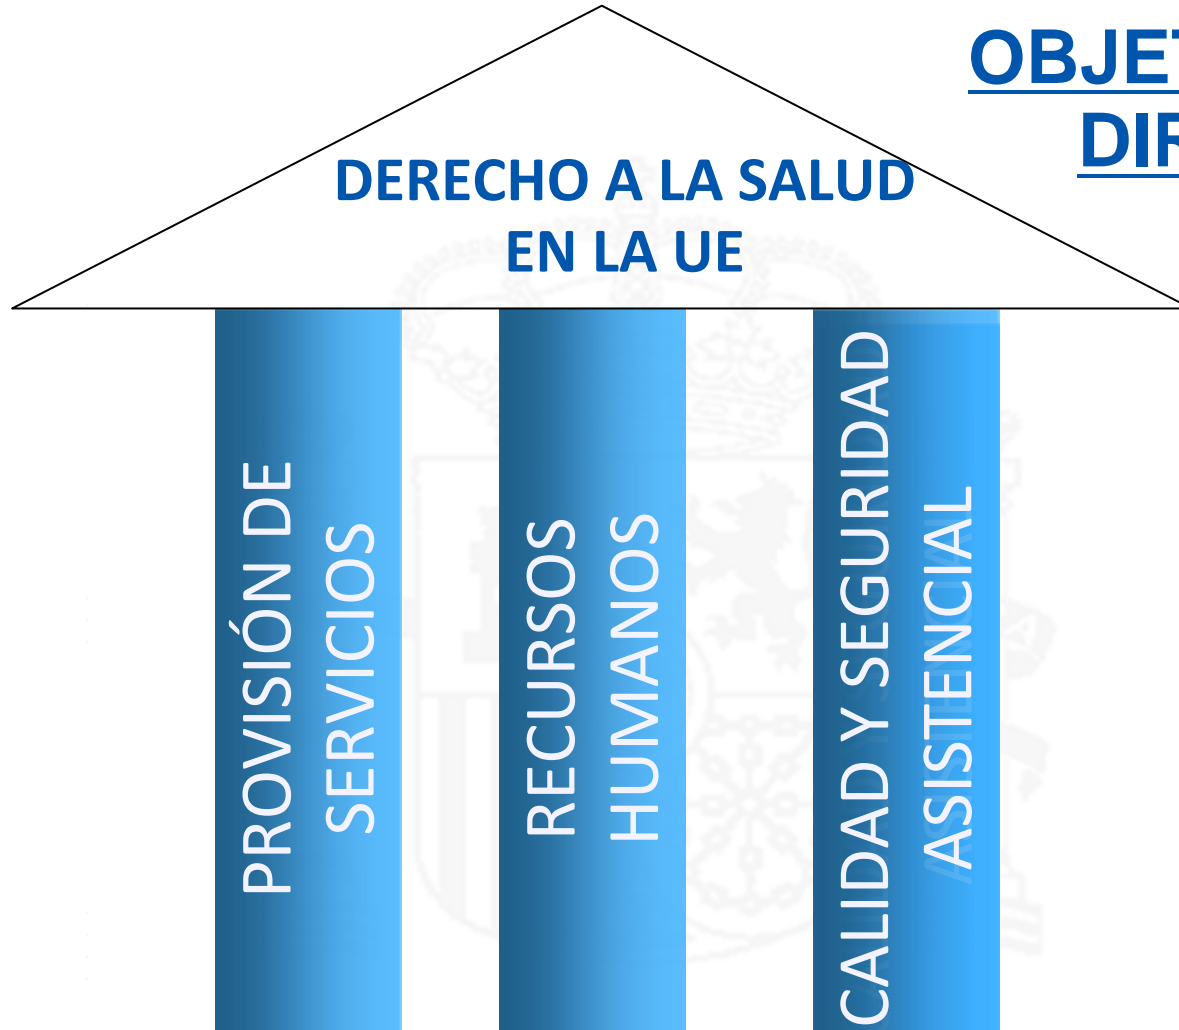 DERECHO A LA SALUD
EN LA UE
PROVISIÓN DE
SERVICIOS
RECURSOS
HUMANOS
CALIDAD Y SEGURIDAD
ASISTENCIAL